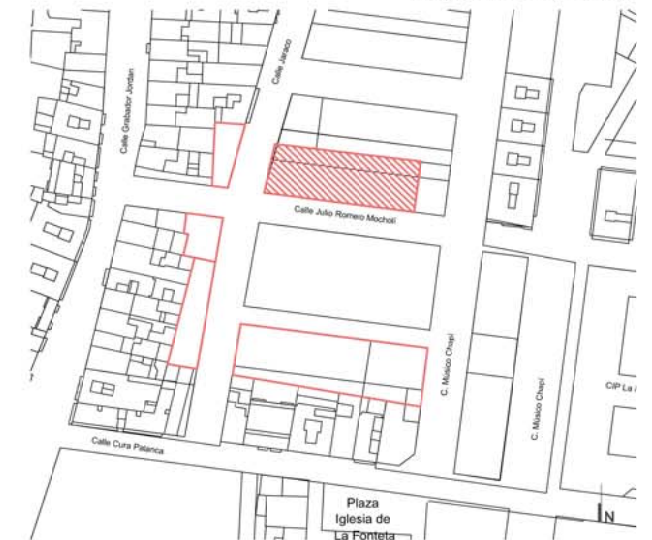 Calle Jaraco
Calle Grabador Jordan
Calle Julio Romero Mocholí
C. Músico Chapí
C. Músico Chapí
CIP La
Calle Cura Palanca
Plaza
Iglesia de
La Fonteta
N